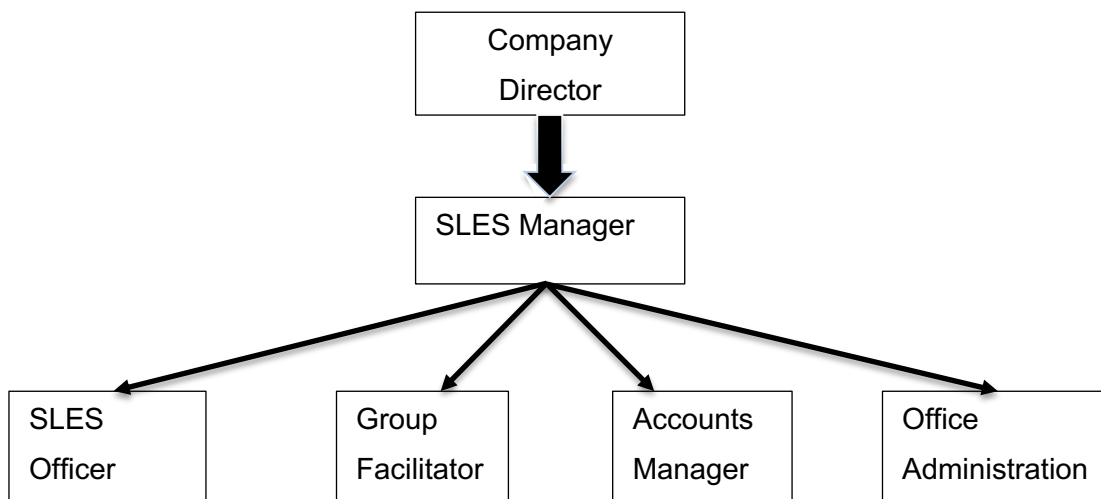 Company
Director
SLES Manager
SLES
Officer
Group
Facilitator
Accounts
Manager
Office
Administration